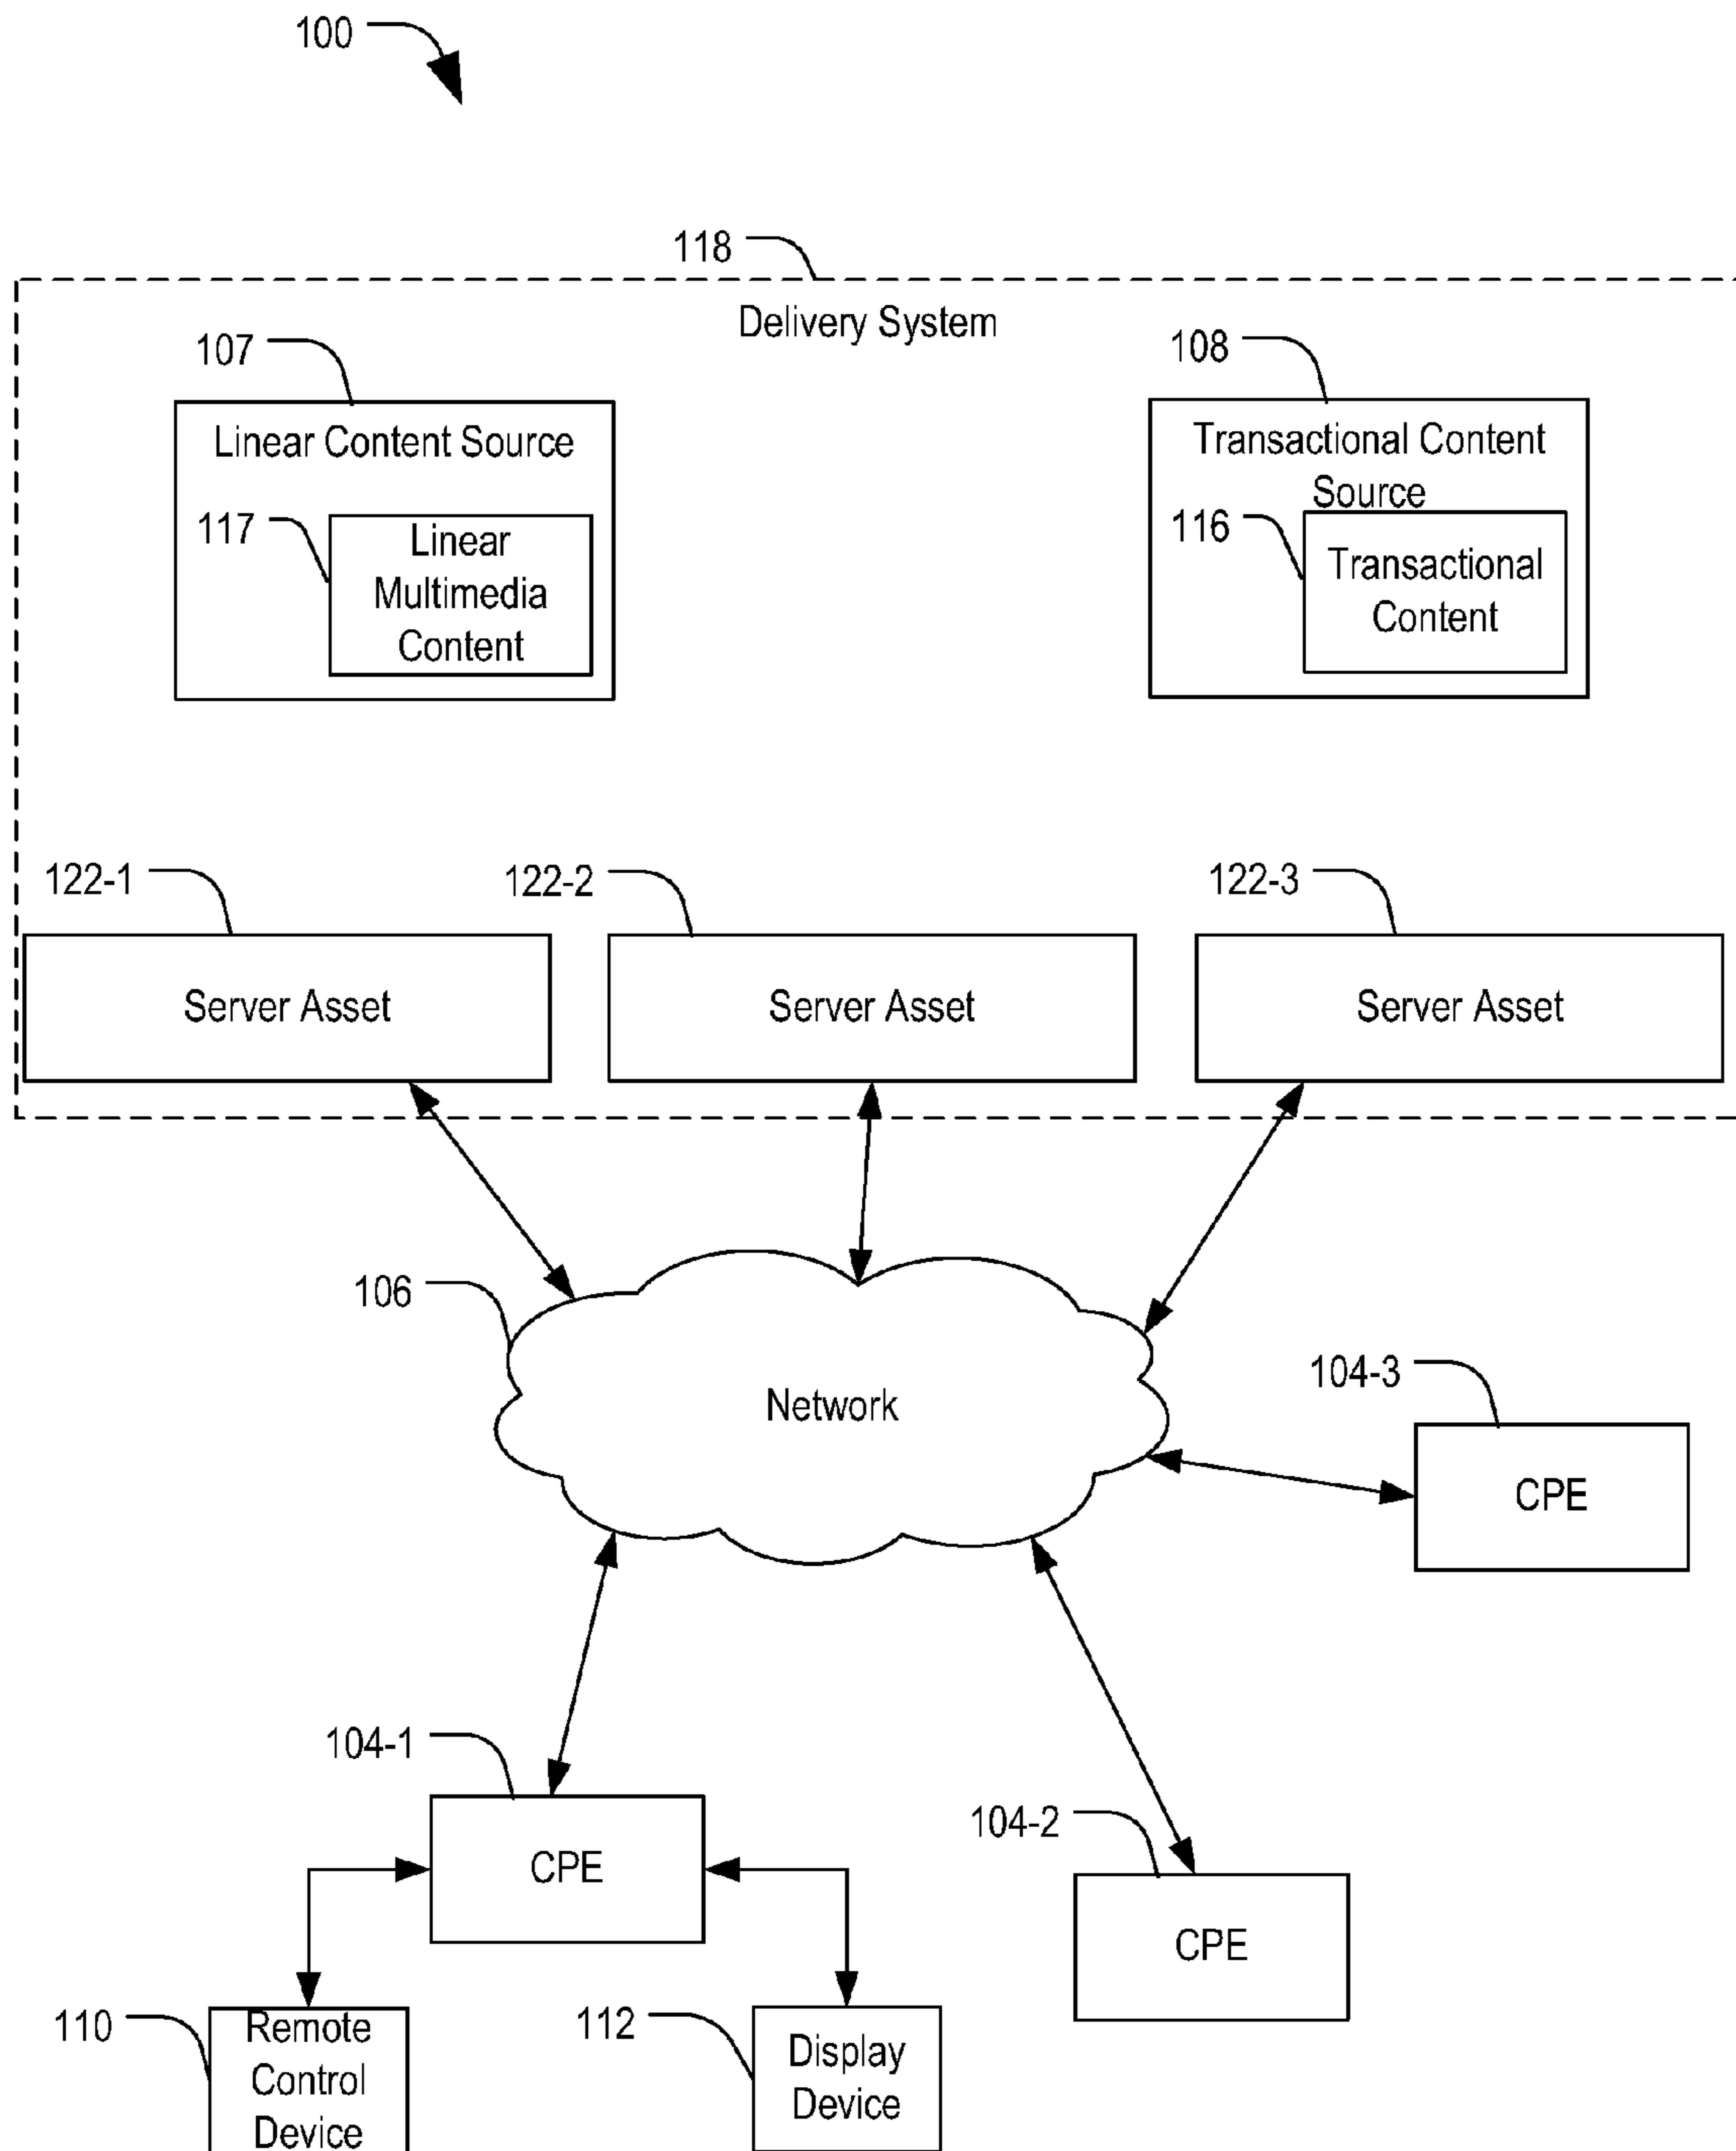 100
118
Delivery System
107
108
Linear Content Source
Transactional Content
Source
117
116
Linear
Multimedia
Content
Transactional
Content
122-1
122-2
122-3
Server Asset
Server Asset
Server Asset
106
Network
104-3
CPE
104-1
CPE
104-2
CPE
110
Remote
Control
Device
112
Display
Device